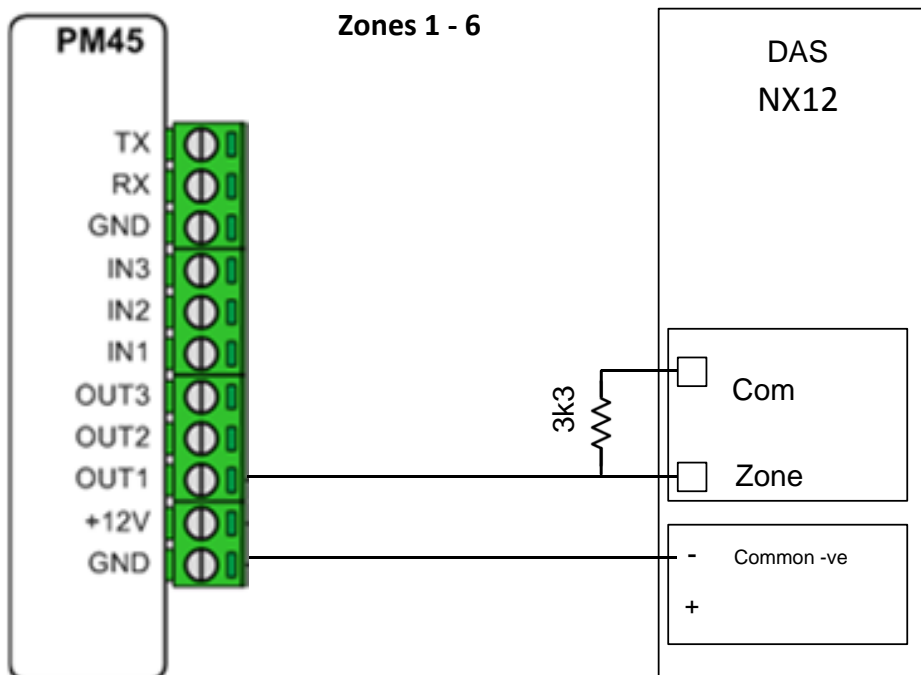 Zones 1 - 6
PM45
TX
RX
GND
IN3
IN2
IN1
OUT3
OUT2
OUT1
+12V
GND
3k3
DAS
NX12
Com
Zone
- Common -ve
+